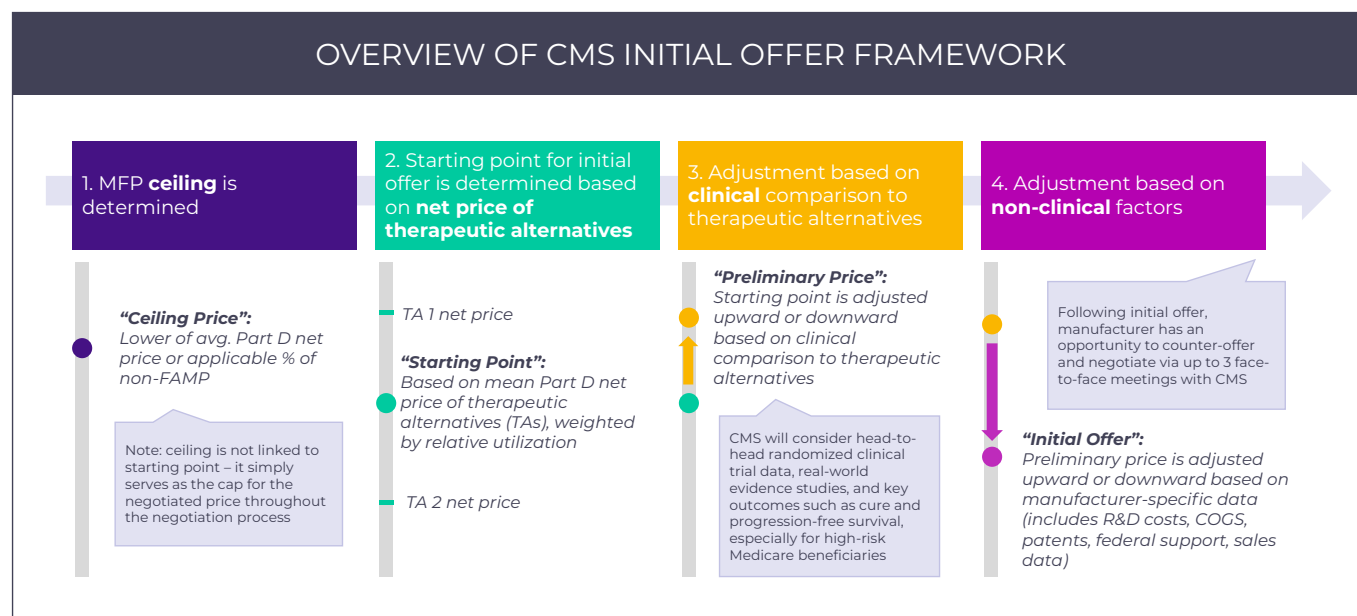 OVERVIEW OF CMS INITIAL OFFER FRAMEWORK
1. MFP ceiling is
determined
2. Starting point for initial
offer is determined based
on net price of
therapeutic alternatives
3. Adjustment based on
clinical comparison to
therapeutic alternatives
4. Adjustment based on
non-clinical factors
“Ceiling Price”:
Lower of avg. Part D net
price or applicable % of
non-FAMP
Note: ceiling is not linked to
starting point – it simply
serves as the cap for the
negotiated price throughout
the negotiation process
TA 1 net price
“Starting Point”:
Based on mean Part D net
price of therapeutic
alternatives (TAs), weighted
by relative utilization
TA 2 net price
“Preliminary Price”:
Starting point is adjusted
upward or downward
based on clinical
comparison to therapeutic
alternatives
CMS will consider head-to-
head randomized clinical
trial data, real-world
evidence studies, and key
outcomes such as cure and
progression-free survival,
especially for high-risk
Medicare beneficiaries
Following initial offer,
manufacturer has an
opportunity to counter-offer
and negotiate via up to 3 face-
to-face meetings with CMS
“Initial Offer”:
Preliminary price is adjusted
upward or downward based on
manufacturer-specific data
(includes R&D costs, COGS,
patents, federal support, sales
data)